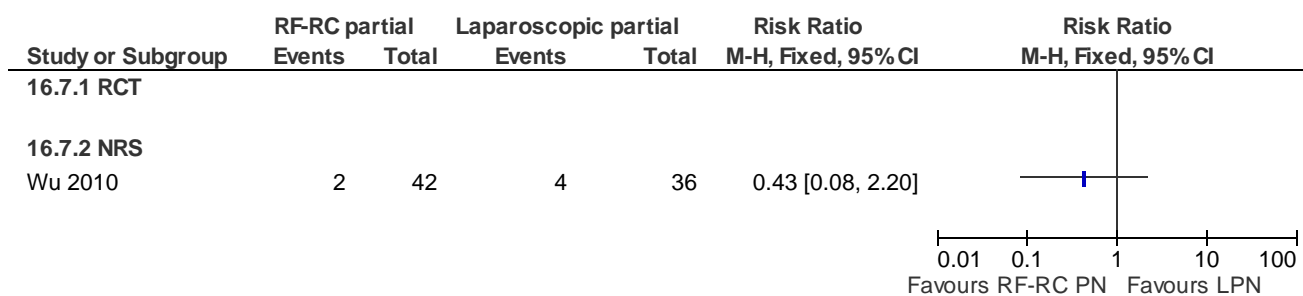 RF-RC partial Laparoscopic partial Risk Ratio Risk Ratio
Study or Subgroup Events Total Events Total M-H, Fixed, 95% CI M-H, Fixed, 95% CI
16.7.1 RCT
16.7.2 NRS
Wu 2010 2 42 4 36 0.43 [0.08, 2.20]
0.01 0.1 1 10 100
Favours RF-RC PN Favours LPN